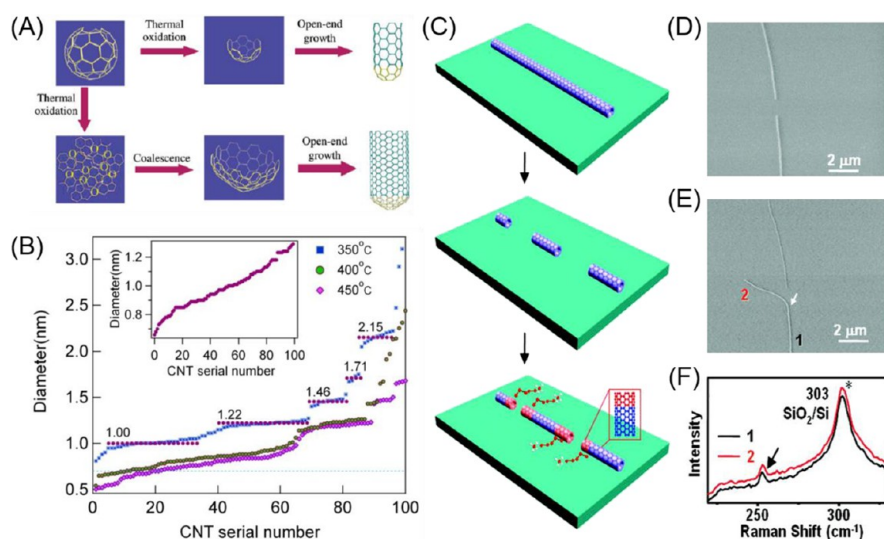 (A)
Thermal
oxidation
Open-end
growth
Thermal
oxidation
Coalescence
Open-end
growth
(B)
Diameter(nm)
3.0
2.5
2.0
1.5
1.0
0.5
Diameter(nm)
1.2
1.0
0.8
0 20 40 60 80 100
CNT serial number
350°C
400°C
450°C
1.00
1.22
1.46
1.71
2.15
0 20 40 60 80 100
CNT serial number
(C)
(D)
2 μm
(E)
2
1
2 μm
(F)
Intensity
1
2
303
SiO2/Si
*
250 300
Raman Shift (cm-1)